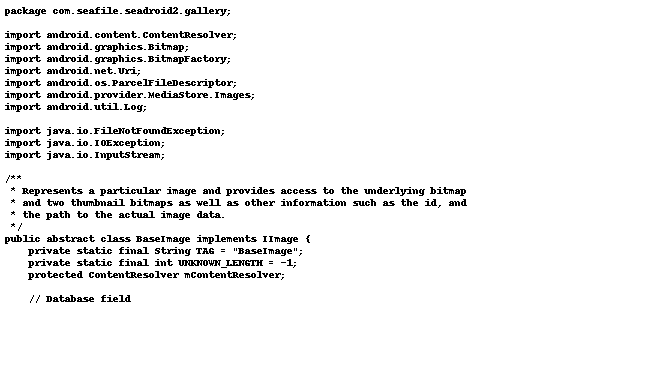 package com.seafile.seadroid2.gallery;

import android.content.ContentResolver;
import android.graphics.Bitmap;
import android.graphics.BitmapFactory;
import android.net.Uri;
import android.os.ParcelFileDescriptor;
import android.provider.MediaStore.Images;
import android.util.Log;

import java.io.FileNotFoundException;
import java.io.IOException;
import java.io.InputStream;

/**
 * Represents a particular image and provides access to the underlying bitmap
 * and two thumbnail bitmaps as well as other information such as the id, and
 * the path to the actual image data.
 */
public abstract class BaseImage implements IImage {
    private static final String TAG = "BaseImage";
    private static final int UNKNOWN_LENGTH = -1;
    protected ContentResolver mContentResolver;

    // Database field